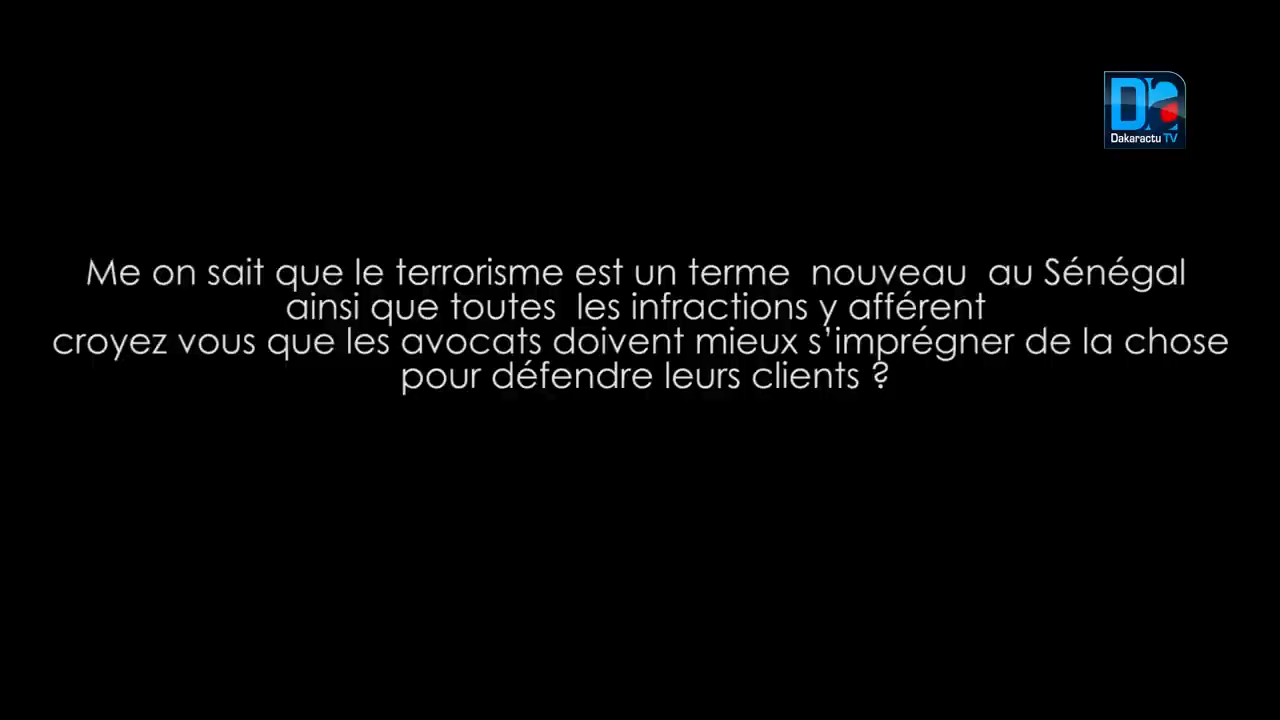 Dakaractu TV
Me on sait que le terrorisme est un terme nouveau au Sénégal
ainsi que toutes les infractions y afférent
croyez vous que les avocats doivent mieux s’imprégner de la chose
pour défendre leurs clients ?